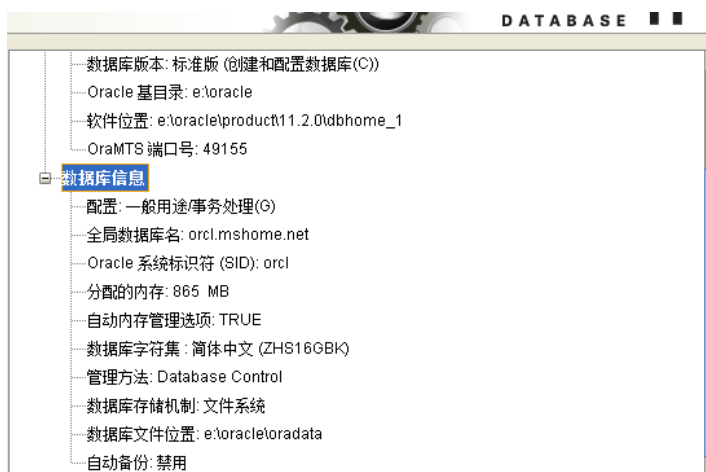 DATABASE
数据库版本: 标准版 (创建和配置数据库(C))
Oracle 基目录: e:\oracle
软件位置: e:\oracle\product\11.2.0\dbhome_1
OraMTS 端口号: 49155
数据库信息
配置: 一般用途/事务处理(G)
全局数据库名: orcl.mshome.net
Oracle 系统标识符 (SID): orcl
分配的内存: 865 MB
自动内存管理选项: TRUE
数据库字符集 : 简体中文 (ZHS16GBK)
管理方法: Database Control
数据库存储机制: 文件系统
数据库文件位置: e:\oracle\oradata
自动备份: 禁用